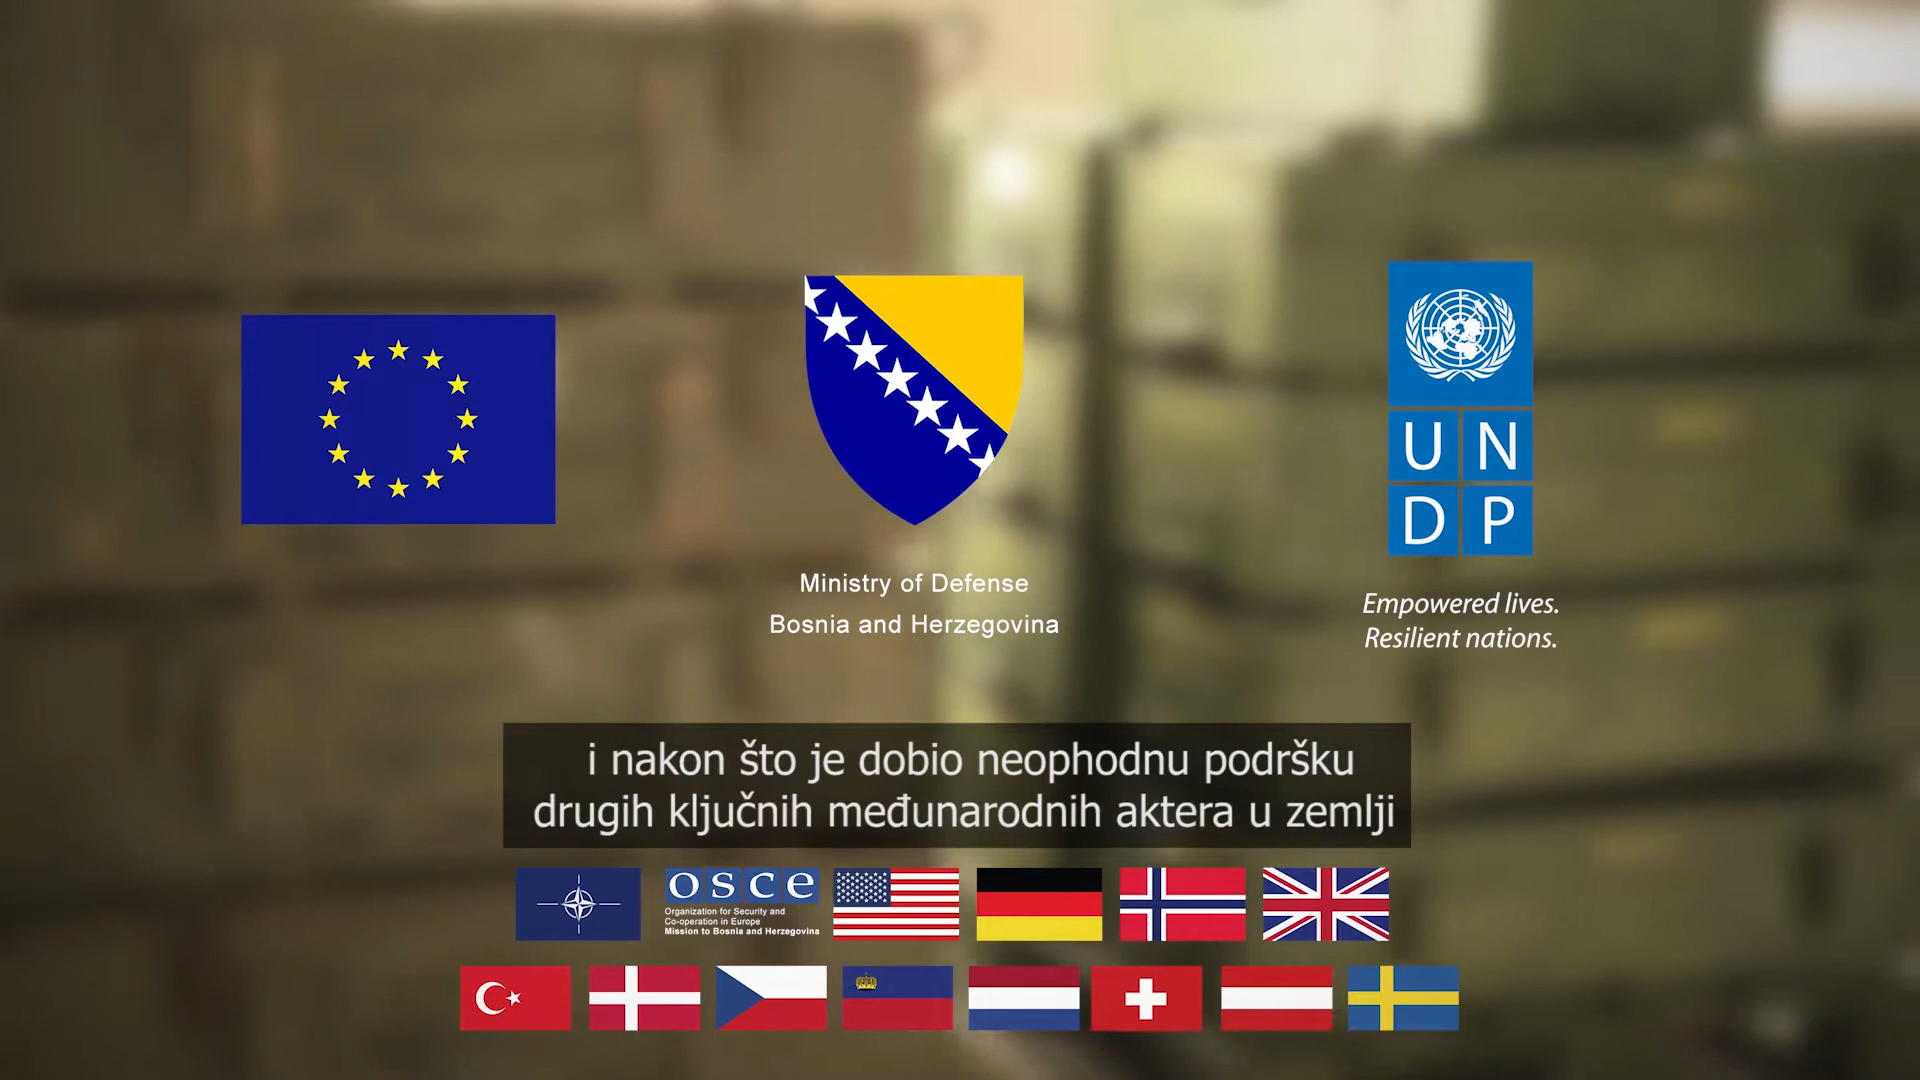 Ministry of Defense
Bosnia and Herzegovina
U N
D P
Empowered lives.
Resilient nations.
i nakon što je dobio neophodnu podršku
drugih ključnih međunarodnih aktera u zemlji
osce
Organization for Security and
Co-operation in Europe
Mission to Bosnia and Herzegovina